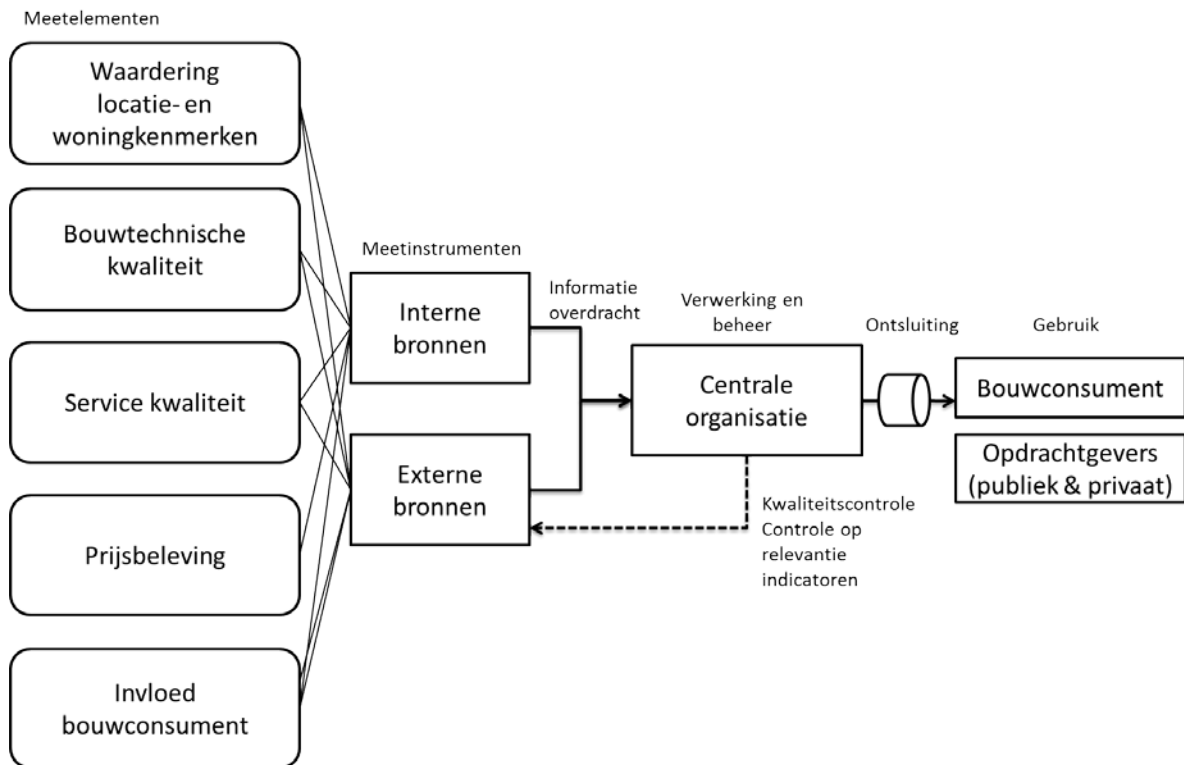 Meetelementen
Waardering
locatie- en
woningkenmerken
Bouwtechnische
kwaliteit
Service kwaliteit
Prijsbeleving
Invloed
bouwconsument
Meetinstrumenten
Interne
bronnen
Externe
bronnen
Informatie
overdracht
Verwerking en
beheer
Centrale
organisatie
Kwaliteitscontrole
Controle op
relevantie
indicatoren
Ontsluiting
Gebruik
Bouwconsument
Opdrachtgevers
(publiek & privaat)